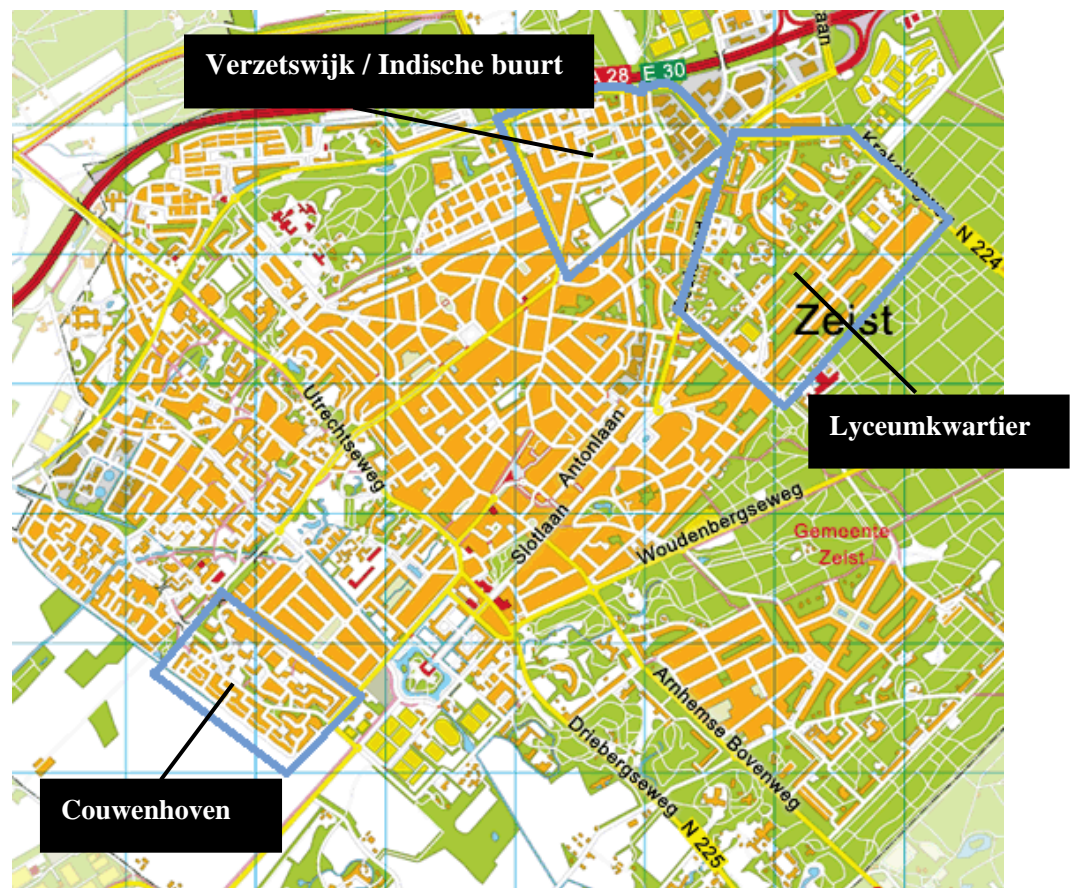 Verzetswijk / Indische buurt
A 28 E 30
laan
N 224
Zeist
Lyceumkwartier
Utrechtseweg
Antonlaan
Slotlaan
Woudenbergseweg
Gemeente
Zeist
Arnhemse Bovenweg
Driebergseweg
N 225
Couwenhoven